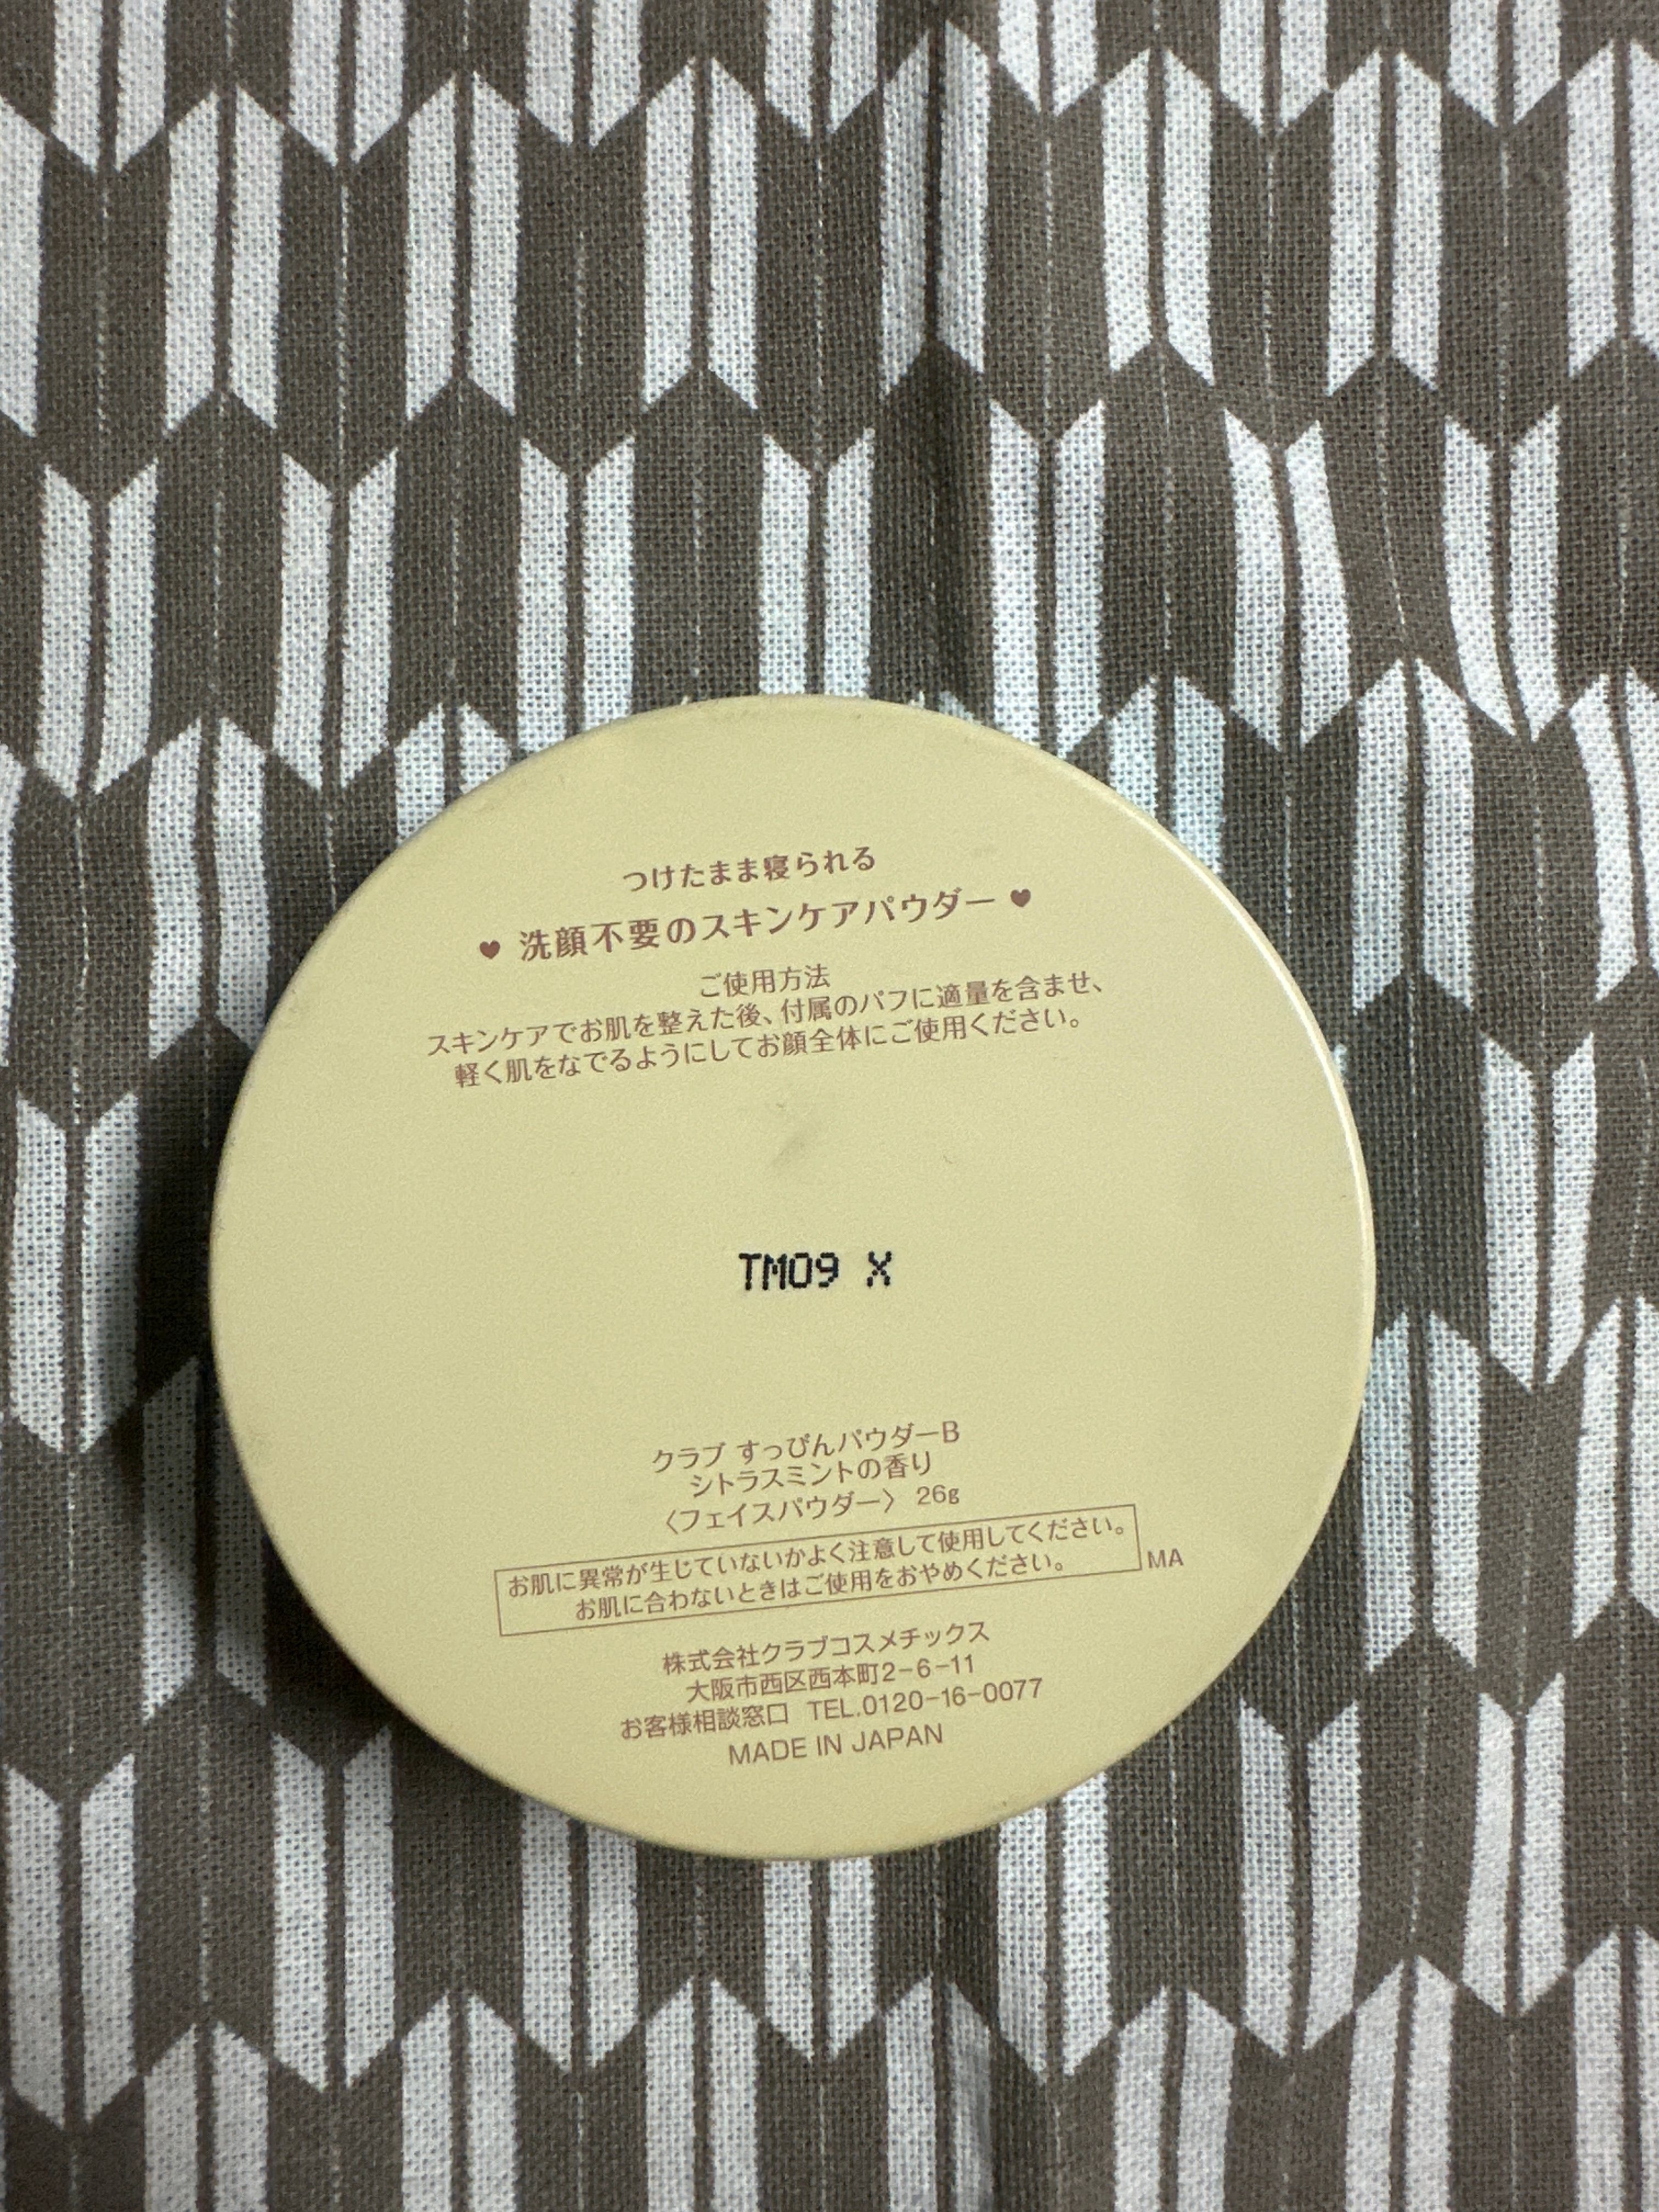 つけたまま寝られる
♥ 洗顔不要のスキンケアパウダー ♥
ご使用方法
スキンケアでお肌を整えた後、付属のパフに適量を含ませ、
軽く肌をなでるようにしてお顔全体にご使用ください。
TM09 X
クラブ すっぴんパウダーB
シトラスミントの香り
〈フェイスパウダー〉 26g
お肌に異常が生じていないかよく注意して使用してください。
お肌に合わないときはご使用をおやめください。
MA
株式会社クラブコスメチックス
大阪市西区西本町2-6-11
お客様相談窓口 TEL.0120-16-0077
MADE IN JAPAN